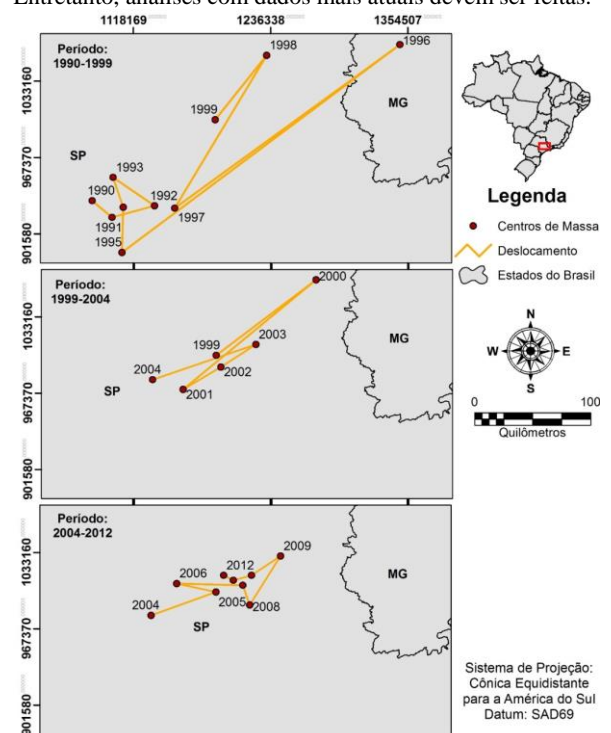 Entretanto, análises com dados mais atuais devem ser feitas.
1118169 1236338 1354507
Período:
1990-1999
1033160
967370
901580
1998
1996
1999
MG
SP
1993
1990
1992
1991
1997
1995
Legenda
Centros de Massa
Deslocamento
Estados do Brasil
Período:
1999-2004
1033160
967370
901580
2000
1999
2003
MG
2004
2002
SP
2001
N
W E
S
0 100
Quilômetros
Período:
2004-2012
1033160
967370
901580
2009
2006
2012
MG
2004
2005
2008
SP
Sistema de Projeção:
Cônica Equidistante
para a América do Sul
Datum: SAD69